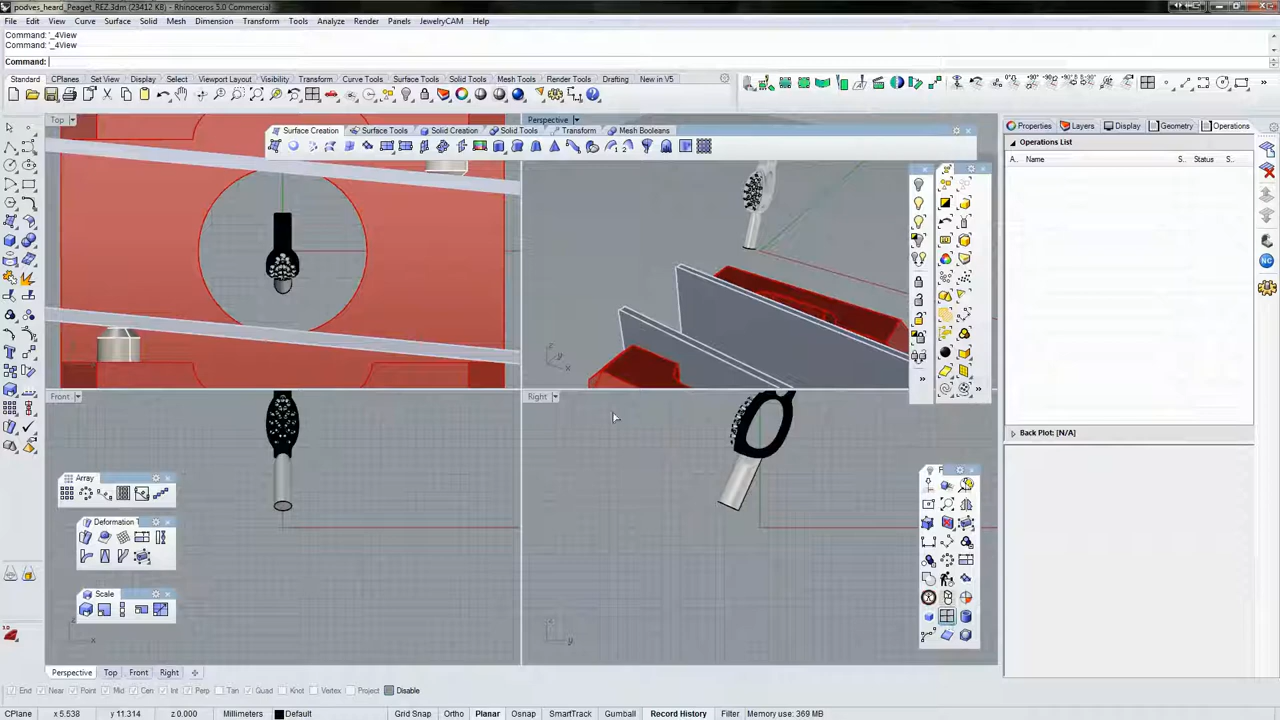 podves_heard_Peaget_REZ.3dm (23412 KB) - Rhinoceros 5.0 Commercial
File Edit View Curve Surface Solid Mesh Dimension Transform Tools Analyze Render Panels JewelryCAM Help
Command: '_4View
Command: '_4View
Command:
Standard CPlanes Set View Display Select Viewport Layout Visibility Transform Curve Tools Surface Tools Solid Tools Mesh Tools Render Tools Drafting New in V5
Top
Perspective
Surface Creation Surface Tools Solid Creation Solid Tools Transform Mesh Booleans
Properties Layers Display Geometry Operations
Operations List
A.. Name S.. Status S..
Front
Right
Back Plot: [N/A]
Array
Deformation T
Scale
z
x
z
y
z
y
Perspective Top Front Right
End Near Point Mid Cen Int Perp Tan Quad Knot Vertex Project Disable
CPlane x 5.538 y 11.314 z 0.000 Millimeters Default Grid Snap Ortho Planar Osnap SmartTrack Gumball Record History Filter Memory use: 369 MB